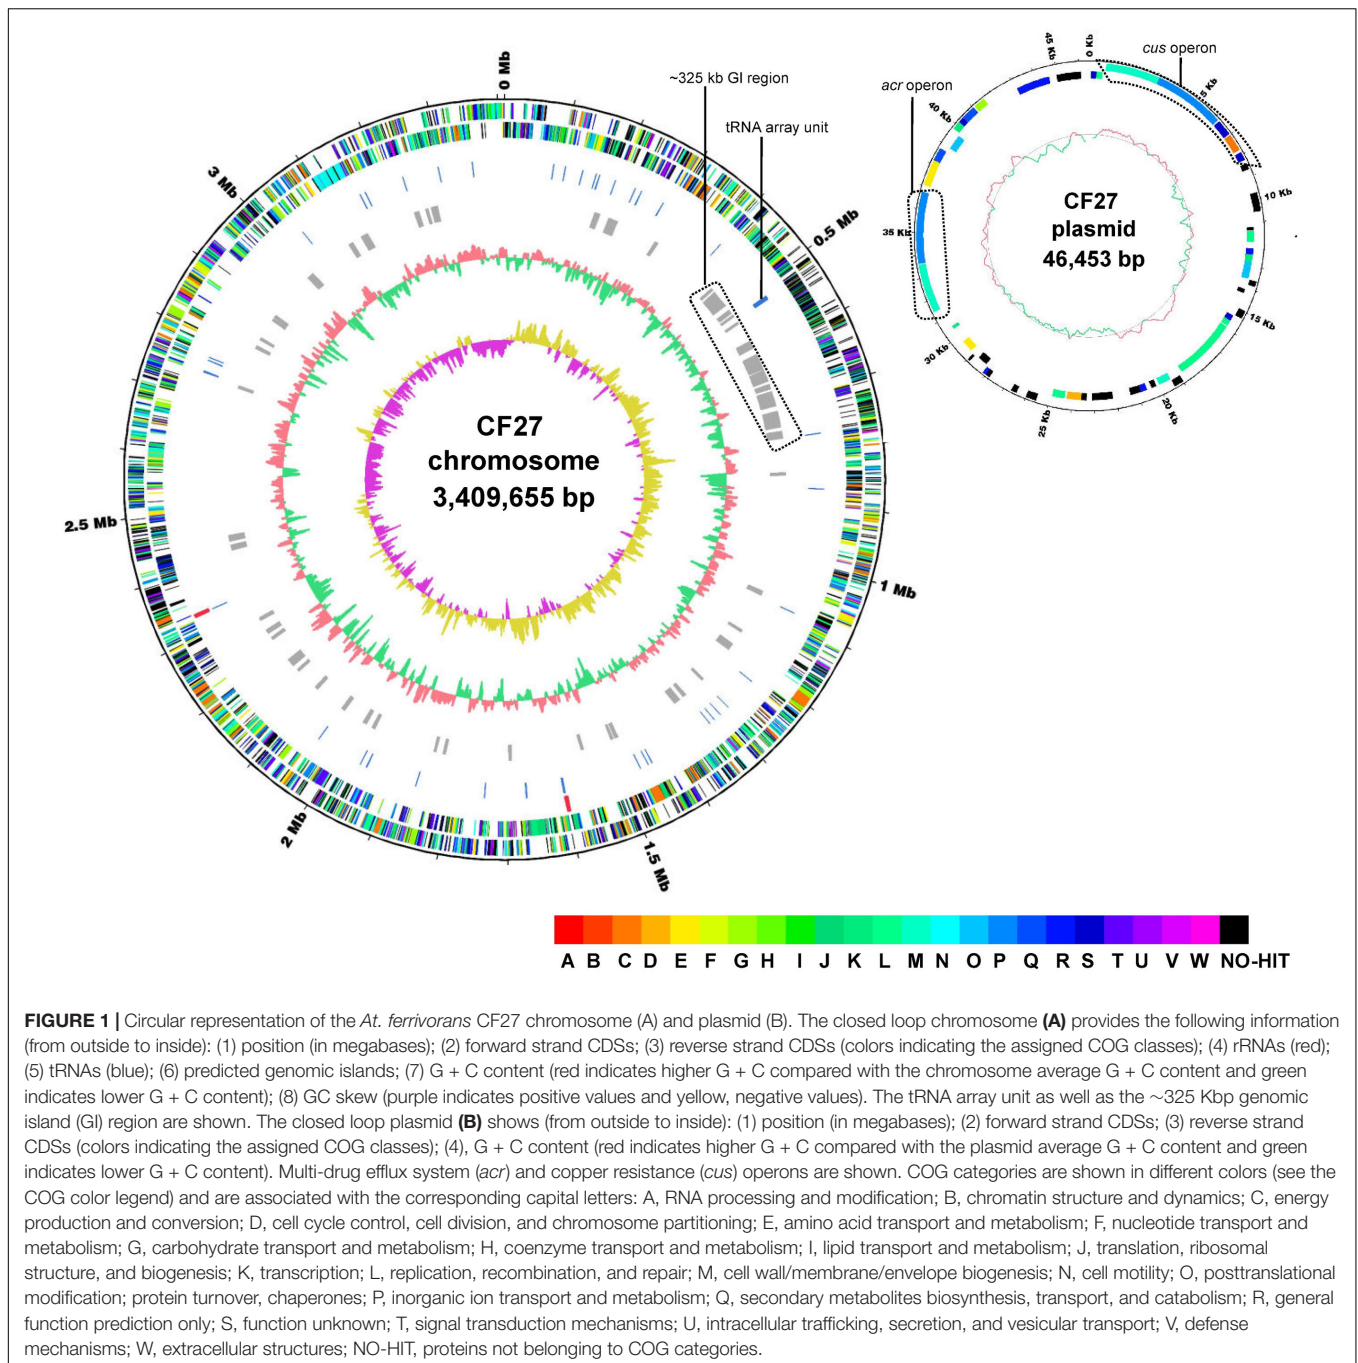 0 Mb
~325 kb GI region
tRNA array unit
0.5 Mb
1 Mb
1.5 Mb
2 Mb
2.5 Mb
3 Mb
CF27
chromosome
3,409,655 bp
0 Kb
cus operon
5 Kb
10 Kb
15 Kb
20 Kb
25 Kb
30 Kb
35 Kb
40 Kb
45 Kb
acr operon
CF27
plasmid
46,453 bp
A B C D E F G H I J K L M N O P Q R S T U V W NO-HIT
FIGURE 1 | Circular representation of the At. ferrivorans CF27 chromosome (A) and plasmid (B). The closed loop chromosome (A) provides the following information
(from outside to inside): (1) position (in megabases); (2) forward strand CDSs; (3) reverse strand CDSs (colors indicating the assigned COG classes); (4) rRNAs (red);
(5) tRNAs (blue); (6) predicted genomic islands; (7) G + C content (red indicates higher G + C compared with the chromosome average G + C content and green
indicates lower G + C content); (8) GC skew (purple indicates positive values and yellow, negative values). The tRNA array unit as well as the ∼325 Kbp genomic
island (GI) region are shown. The closed loop plasmid (B) shows (from outside to inside): (1) position (in megabases); (2) forward strand CDSs; (3) reverse strand
CDSs (colors indicating the assigned COG classes); (4), G + C content (red indicates higher G + C compared with the plasmid average G + C content and green
indicates lower G + C content). Multi-drug efflux system (acr) and copper resistance (cus) operons are shown. COG categories are shown in different colors (see the
COG color legend) and are associated with the corresponding capital letters: A, RNA processing and modification; B, chromatin structure and dynamics; C, energy
production and conversion; D, cell cycle control, cell division, and chromosome partitioning; E, amino acid transport and metabolism; F, nucleotide transport and
metabolism; G, carbohydrate transport and metabolism; H, coenzyme transport and metabolism; I, lipid transport and metabolism; J, translation, ribosomal
structure, and biogenesis; K, transcription; L, replication, recombination, and repair; M, cell wall/membrane/envelope biogenesis; N, cell motility; O, posttranslational
modification; protein turnover, chaperones; P, inorganic ion transport and metabolism; Q, secondary metabolites biosynthesis, transport, and catabolism; R, general
function prediction only; S, function unknown; T, signal transduction mechanisms; U, intracellular trafficking, secretion, and vesicular transport; V, defense
mechanisms; W, extracellular structures; NO-HIT, proteins not belonging to COG categories.